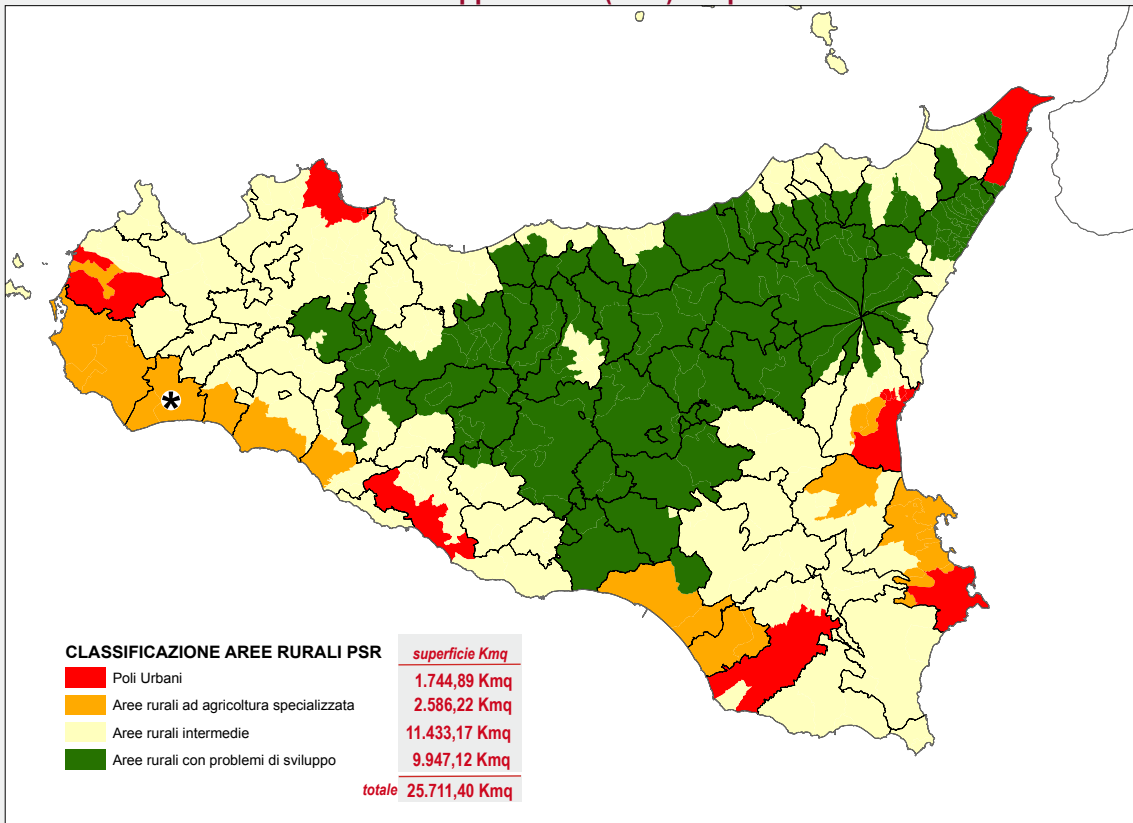 CLASSIFICAZIONE AREE RURALI PSR superficie Kmq
Poli Urbani 1.744,89 Kmq
Aree rurali ad agricoltura specializzata 2.586,22 Kmq
Aree rurali intermedie 11.433,17 Kmq
Aree rurali con problemi di sviluppo 9.947,12 Kmq
totale 25.711,40 Kmq
*